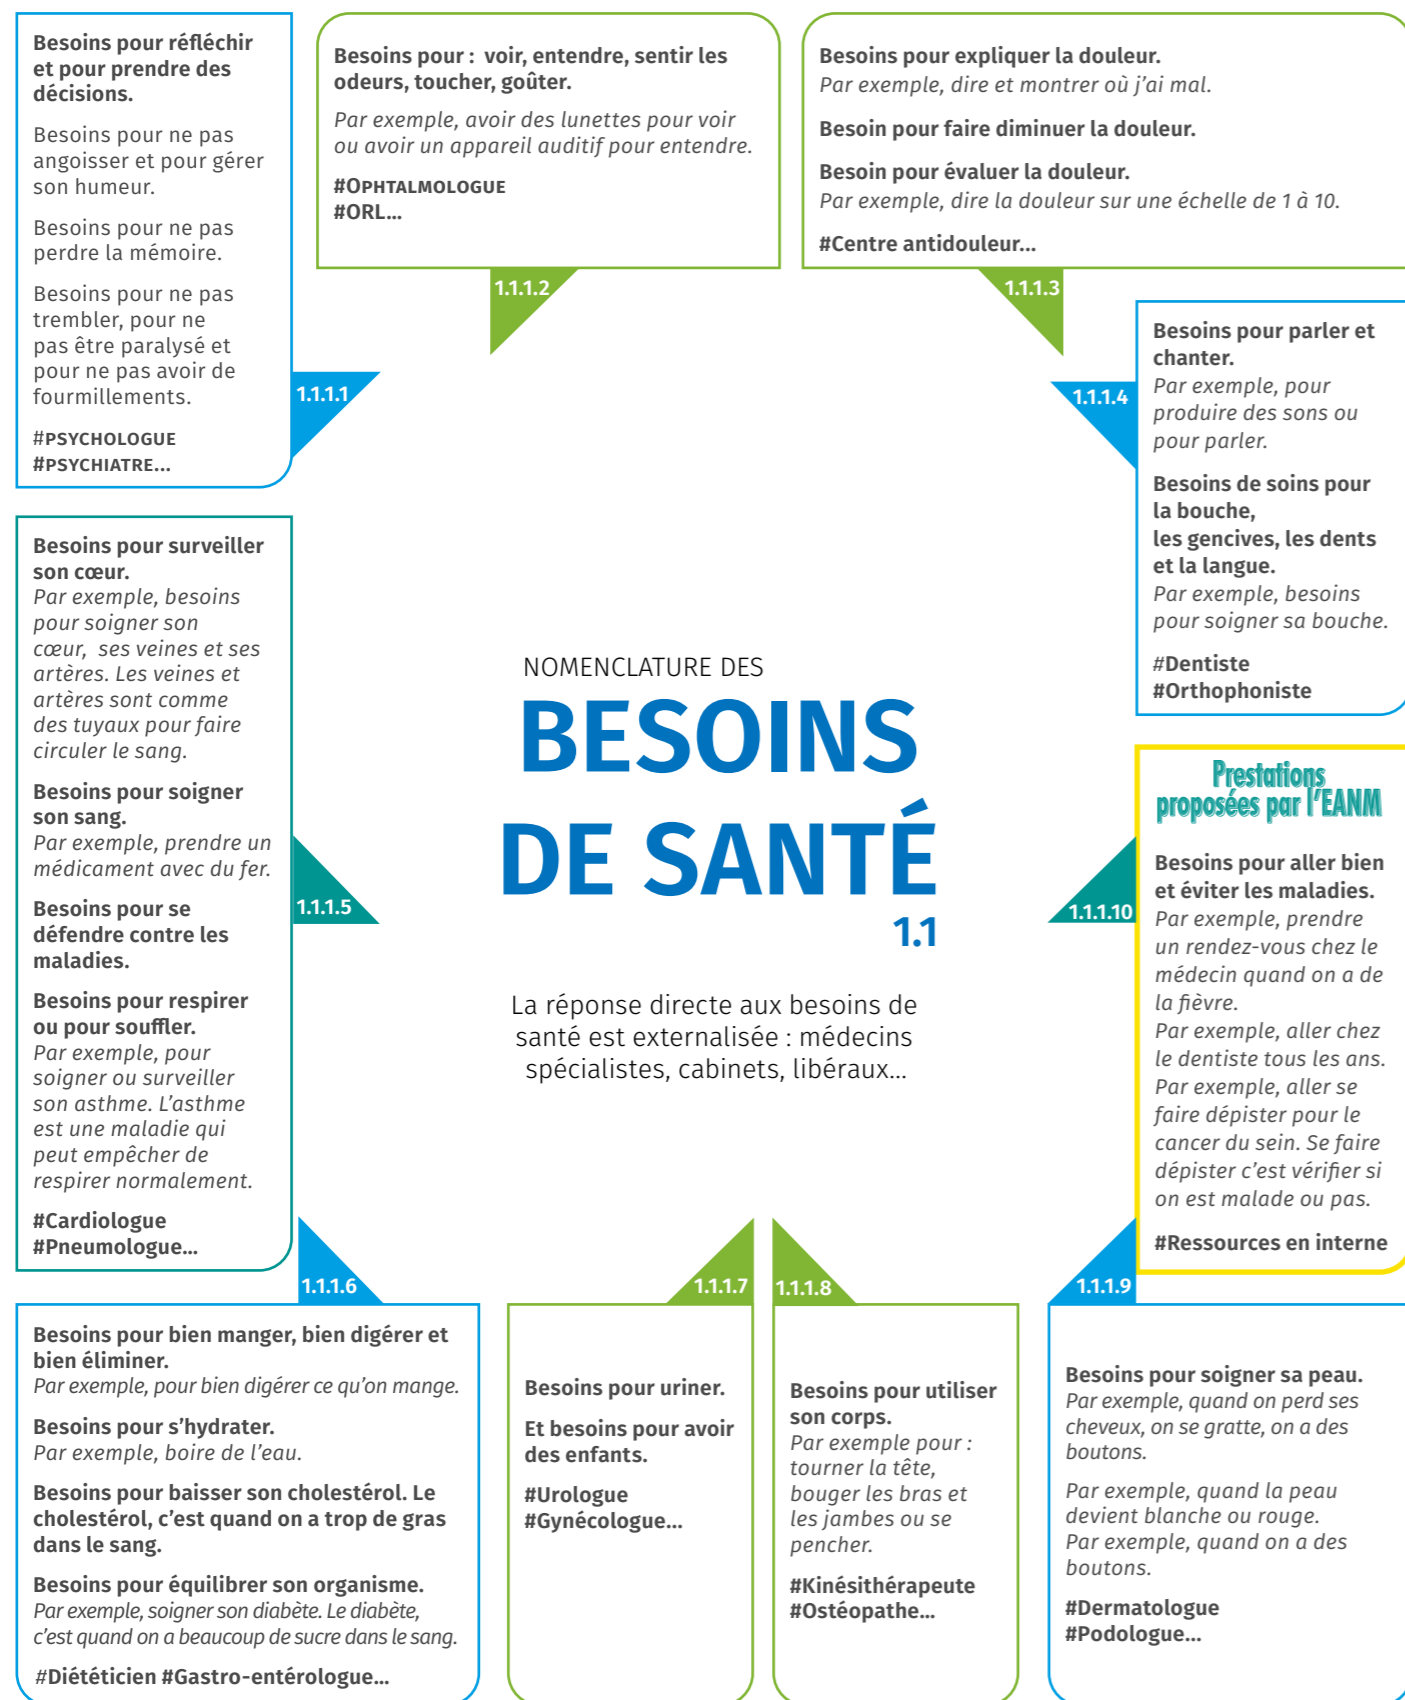 Besoins pour réfléchir
et pour prendre des
décisions.
Besoins pour ne pas
angoisser et pour gérer
son humeur.
Besoins pour ne pas
perdre la mémoire.
Besoins pour ne pas
trembler, pour ne
pas être paralysé et
pour ne pas avoir de
fourmillements.
#PSYCHOLOGUE
#PSYCHIATRE...
1.1.1.1
Besoins pour : voir, entendre, sentir les
odeurs, toucher, goûter.
Par exemple, avoir des lunettes pour voir
ou avoir un appareil auditif pour entendre.
#OPHTALMOLOGUE
#ORL...
1.1.1.2
Besoins pour expliquer la douleur.
Par exemple, dire et montrer où j'ai mal.
Besoin pour faire diminuer la douleur.
Besoin pour évaluer la douleur.
Par exemple, dire la douleur sur une échelle de 1 à 10.
#Centre antidouleur...
1.1.1.3
Besoins pour parler et
chanter.
Par exemple, pour
produire des sons ou
pour parler.
Besoins de soins pour
la bouche,
les gencives, les dents
et la langue.
Par exemple, besoins
pour soigner sa bouche.
#Dentiste
#Orthophoniste
1.1.1.4
NOMENCLATURE DES
BESOINS
DE SANTÉ
1.1
La réponse directe aux besoins de
santé est externalisée : médecins
spécialistes, cabinets, libéraux...
Besoins pour surveiller
son cœur.
Par exemple, besoins
pour soigner son
cœur, ses veines et ses
artères. Les veines et
artères sont comme
des tuyaux pour faire
circuler le sang.
Besoins pour soigner
son sang.
Par exemple, prendre un
médicament avec du fer.
Besoins pour se
défendre contre les
maladies.
Besoins pour respirer
ou pour souffler.
Par exemple, pour
soigner ou surveiller
son asthme. L'asthme
est une maladie qui
peut empêcher de
respirer normalement.
#Cardiologue
#Pneumologue...
1.1.1.5
1.1.1.6
Besoins pour bien manger, bien digérer et
bien éliminer.
Par exemple, pour bien digérer ce qu'on mange.
Besoins pour s'hydrater.
Par exemple, boire de l'eau.
Besoins pour baisser son cholestérol. Le
cholestérol, c'est quand on a trop de gras
dans le sang.
Besoins pour équilibrer son organisme.
Par exemple, soigner son diabète. Le diabète,
c'est quand on a beaucoup de sucre dans le sang.
#Diététicien #Gastro-entérologue...
1.1.1.7
Besoins pour uriner.
Et besoins pour avoir
des enfants.
#Urologue
#Gynécologue...
1.1.1.8
Besoins pour utiliser
son corps.
Par exemple pour :
tourner la tête,
bouger les bras et
les jambes ou se
pencher.
#Kinésithérapeute
#Ostéopathe...
1.1.1.9
Besoins pour soigner sa peau.
Par exemple, quand on perd ses
cheveux, on se gratte, on a des
boutons.
Par exemple, quand la peau
devient blanche ou rouge.
Par exemple, quand on a des
boutons.
#Dermatologue
#Podologue...
1.1.1.10
Prestations
proposées par l'EANM
Besoins pour aller bien
et éviter les maladies.
Par exemple, prendre
un rendez-vous chez le
médecin quand on a de
la fièvre.
Par exemple, aller chez
le dentiste tous les ans.
Par exemple, aller se
faire dépister pour le
cancer du sein. Se faire
dépister c'est vérifier si
on est malade ou pas.
#Ressources en interne